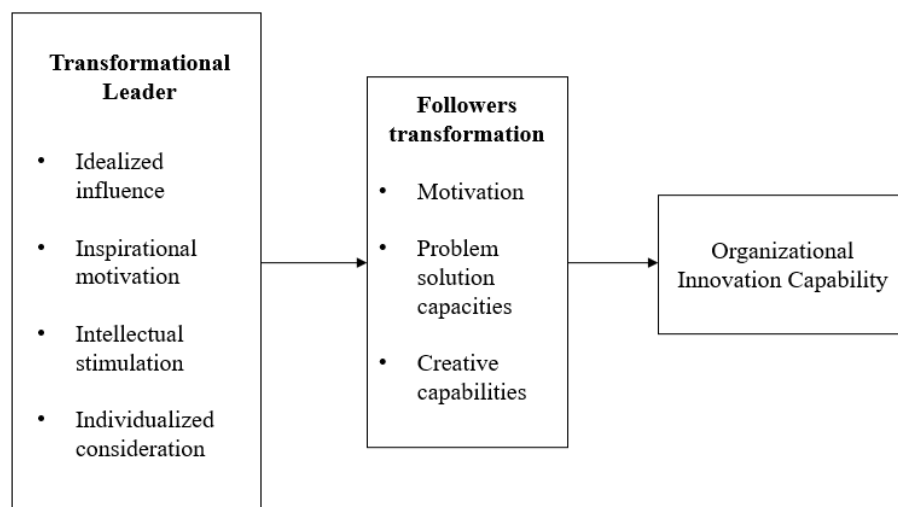 Transformational
Leader
• Idealized
influence
• Inspirational
motivation
• Intellectual
stimulation
• Individualized
consideration
Followers
transformation
• Motivation
• Problem
solution
capacities
• Creative
capabilities
Organizational
Innovation Capability